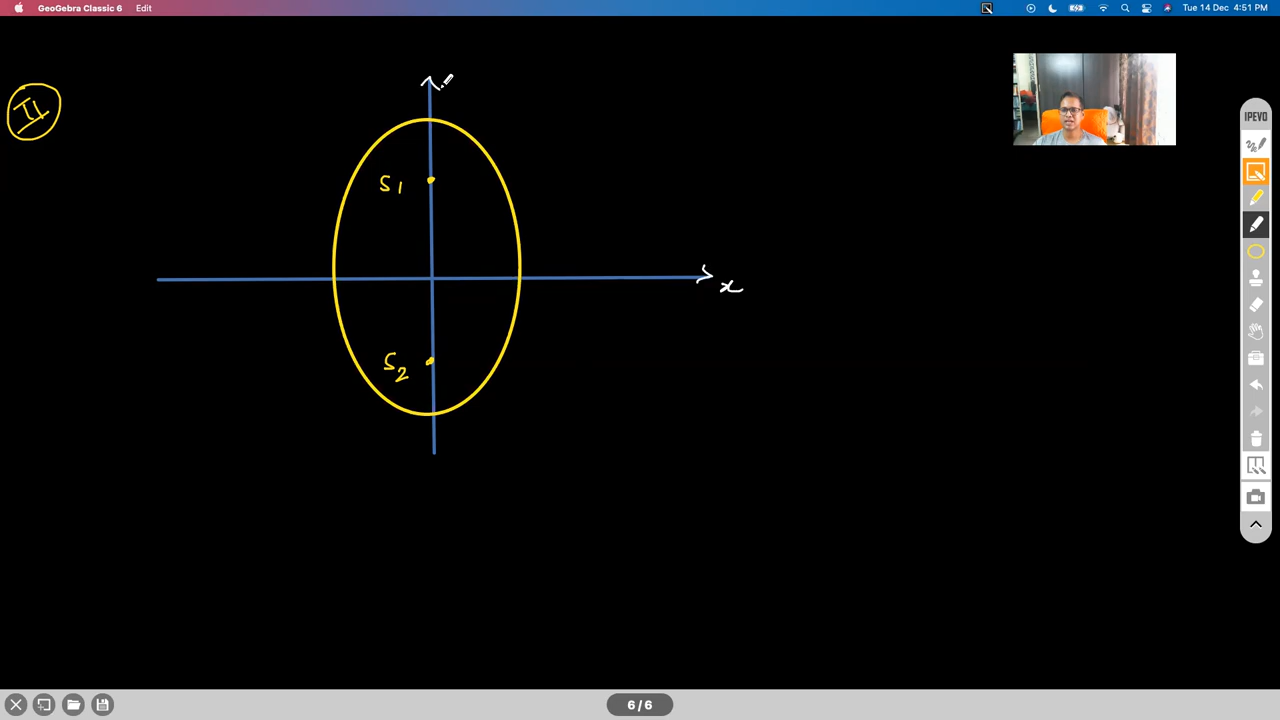 GeoGebra Classic 6 Edit
Tue 14 Dec 4:51 PM
II
IPEVO
S1
x
S2
6 / 6